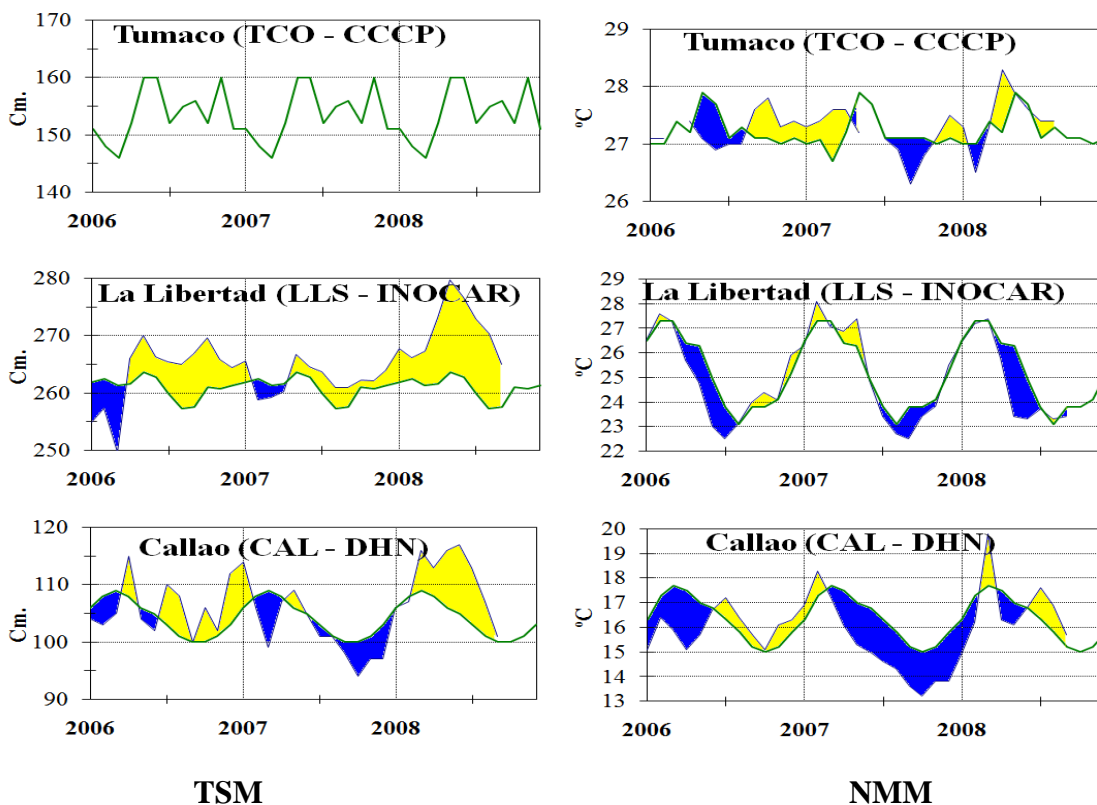 Tumaco (TCO - CCCP)
Cm.
170
160
150
140
2006 2007 2008
Tumaco (TCO - CCCP)
ºC
29
28
27
26
2006 2007 2008
La Libertad (LLS - INOCAR)
Cm.
280
270
260
250
2006 2007 2008
La Libertad (LLS - INOCAR)
29
28
27
26
25
24
23
22
2006 2007 2008
Callao (CAL - DHN)
Cm.
120
110
100
90
2006 2007 2008
Callao (CAL - DHN)
ºC
20
19
18
17
16
15
14
13
2006 2007 2008
TSM
NMM